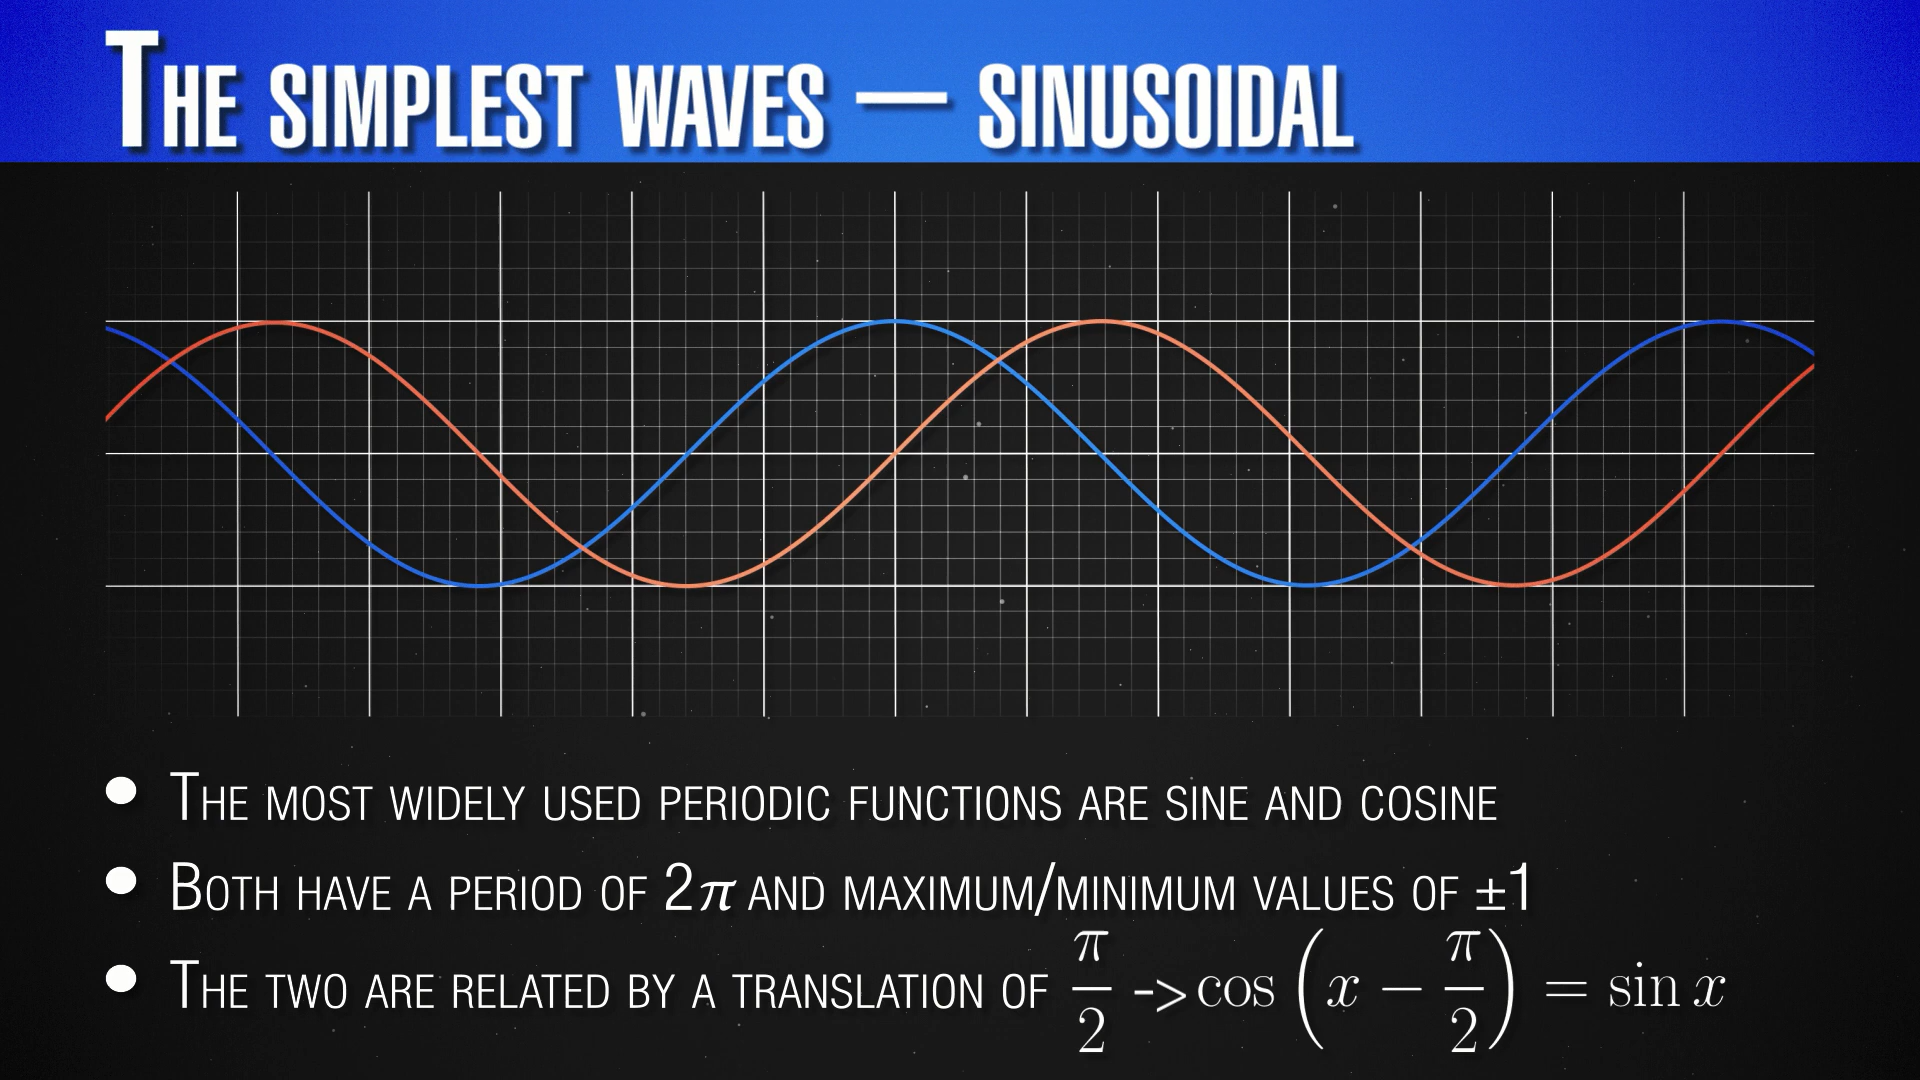 The simplest waves — sinusoidal
• The most widely used periodic functions are sine and cosine
• Both have a period of 2π and maximum/minimum values of ±1
• The two are related by a translation of π/2 -> cos (x − π/2) = sin x